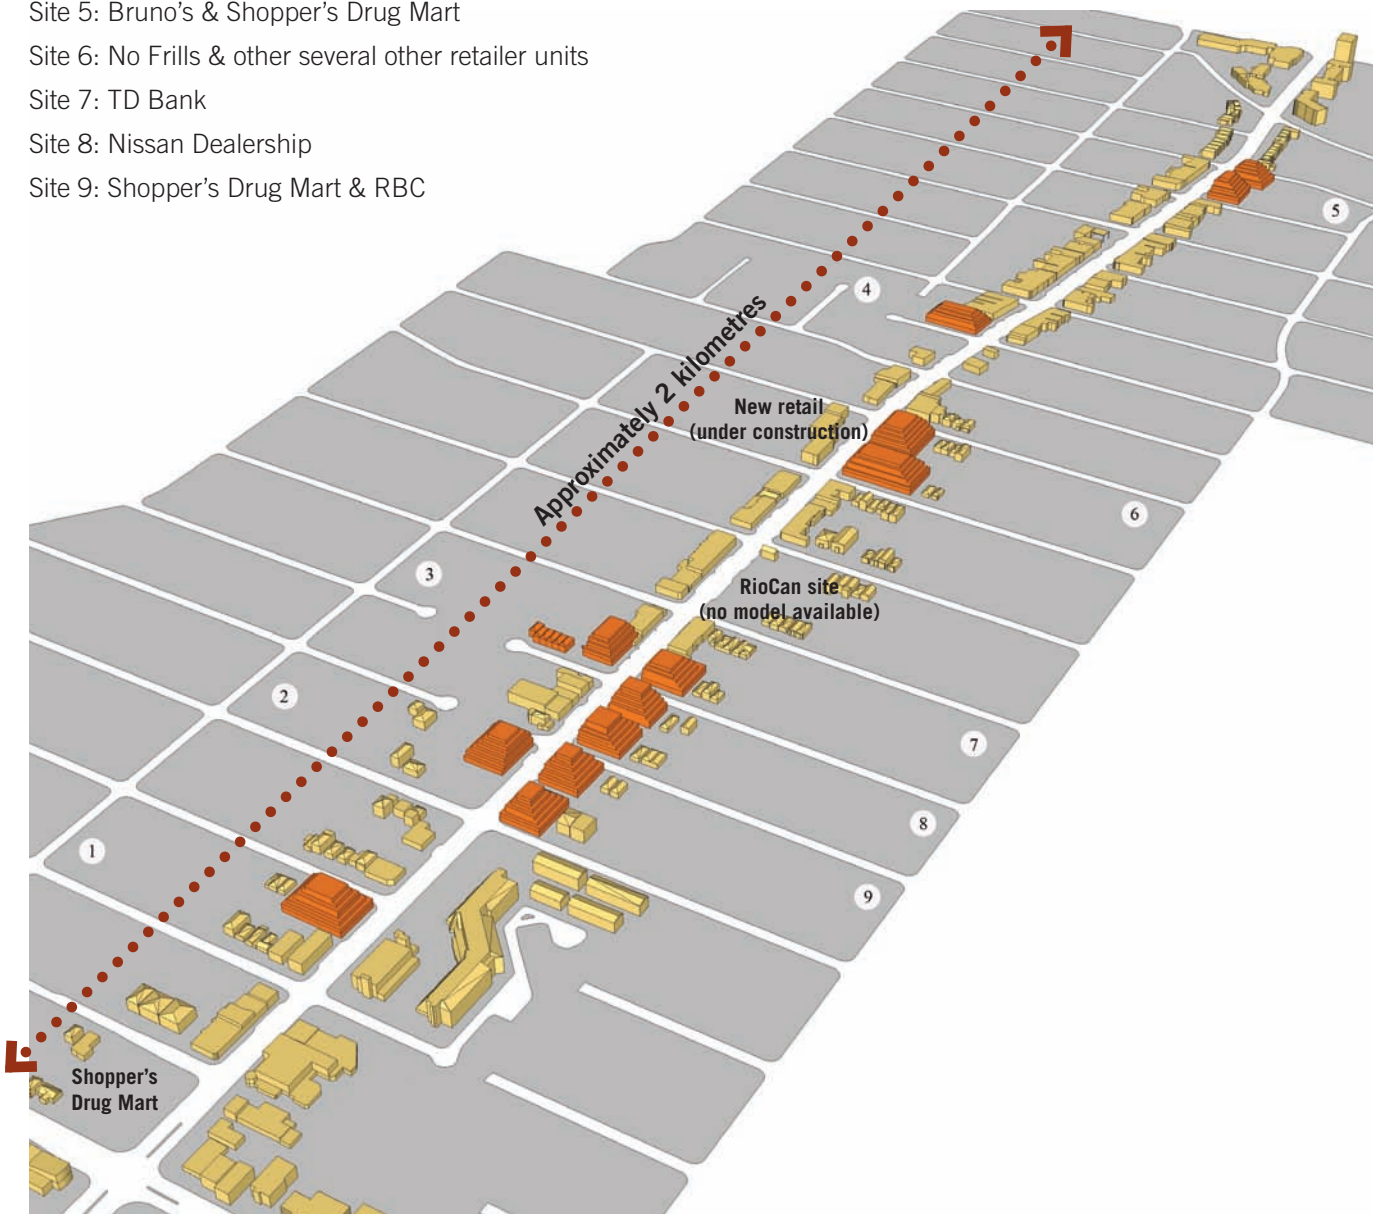 Site 5: Bruno's & Shopper's Drug Mart
Site 6: No Frills & other several other retailer units
Site 7: TD Bank
Site 8: Nissan Dealership
Site 9: Shopper's Drug Mart & RBC
5
4
Approximately 2 kilometres
New retail
(under construction)
6
3
RioCan site
(no model available)
2
7
8
1
9
Shopper's
Drug Mart